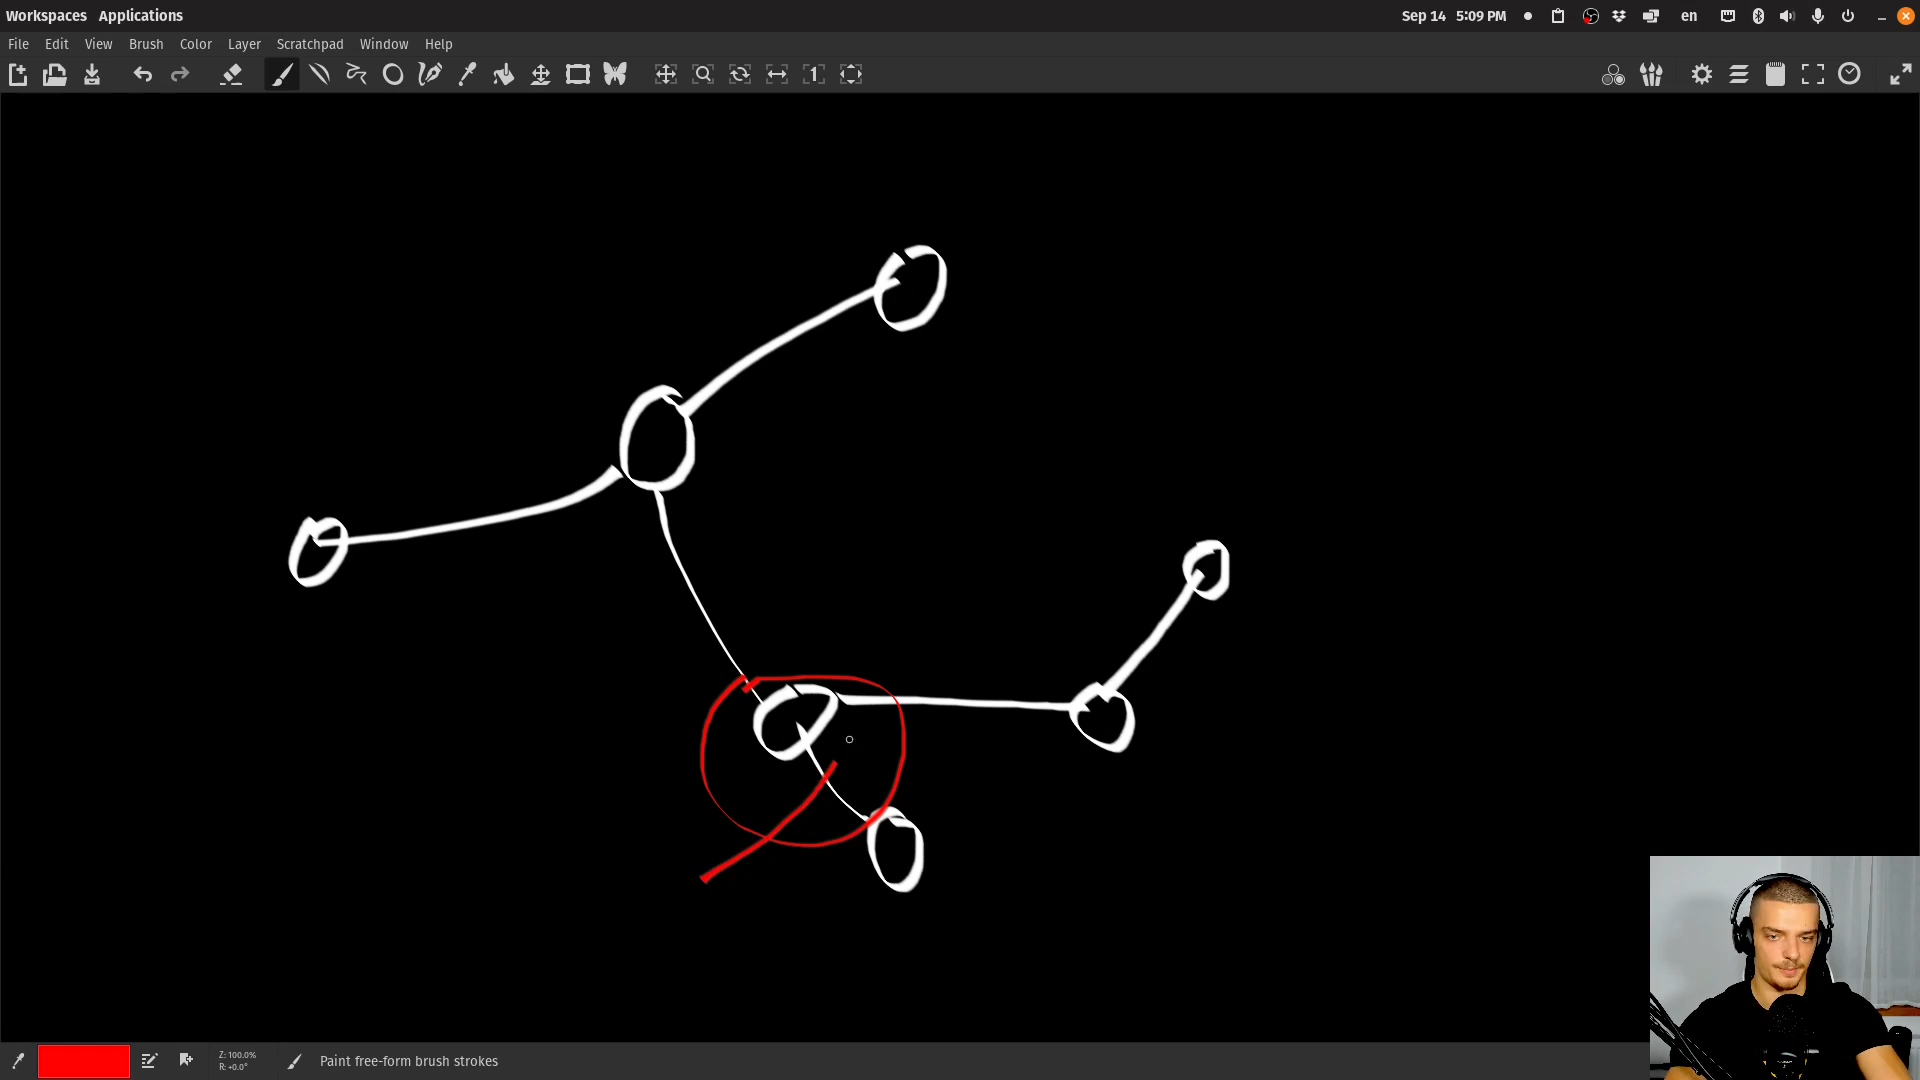 Workspaces Applications Sep 14 5:09 PM en
File Edit View Brush Color Layer Scratchpad Window Help
1
Z: 100.0%
R: +0.0°
Paint free-form brush strokes